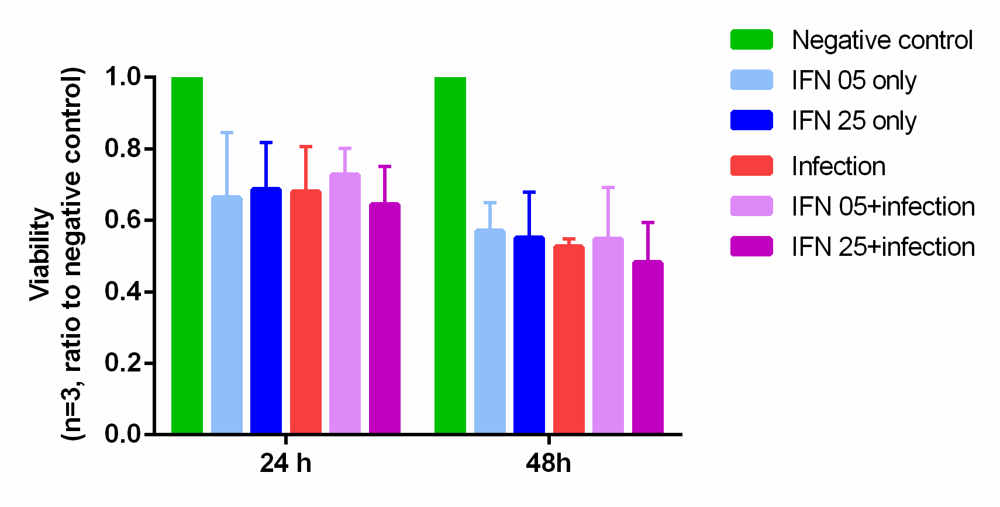 Viability
(n=3, ratio to negative control)
1.0
0.8
0.6
0.4
0.2
0.0
24 h
48h
Negative control
IFN 05 only
IFN 25 only
Infection
IFN 05+infection
IFN 25+infection